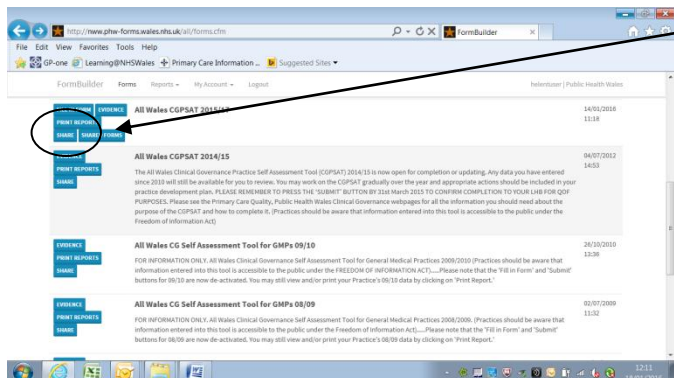 http://nww.phw-forms.wales.nhs.uk/all/forms.cfm
FormBuilder
File Edit View Favorites Tools Help
GP-one Learning@NHSWales Primary Care Information ... Suggested Sites
FormBuilder Forms Reports My Account Logout
helenstuser | Public Health Wales
EVIDENCE
PRINT REPORTS
SHARE FORMS
All Wales CGPSAT 2015/17
14/01/2016
11:18
PRINT REPORTS
SHARE
All Wales CGPSAT 2014/15
04/07/2012
14:53
The All Wales Clinical Governance Practice Self Assessment Tool (CGPSAT) 2014/15 is now open for completion or updating. Any data you have entered
since 2010 will still be available for you to review. You may work on the CGPSAT gradually over the year and appropriate actions should be included in your
practice development plan. PLEASE REMEMBER TO PRESS THE 'SUBMIT' BUTTON BY 31st March 2015 TO CONFIRM COMPLETION TO YOUR LHB FOR QOF
PURPOSES. Please see the Primary Care Quality, Public Health Wales Clinical Governance webpages for all the information you should need about the
purpose of the CGPSAT and how to complete it. (Practices should be aware that information entered into this tool is accessible to the public under the
Freedom of Information Act)
EVIDENCE
PRINT REPORTS
SHARE
All Wales CG Self Assessment Tool for GMPs 09/10
26/10/2010
13:38
FOR INFORMATION ONLY. All Wales Clinical Governance Self Assessment Tool for General Medical Practices 2009/2010 (Practices should be aware that
information entered into this tool is accessible to the public under the FREEDOM OF INFORMATION ACT).....Please note that the 'Fill in Form' and 'Submit'
buttons for 09/10 are now de-activated. You may still view and/or print your Practice's 09/10 data by clicking on 'Print Report.'
EVIDENCE
PRINT REPORTS
SHARE
All Wales CG Self Assessment Tool for GMPs 08/09
02/07/2009
11:32
FOR INFORMATION ONLY. All Wales Clinical Governance Self Assessment Tool for General Medical Practices 2008/2009. (Practices should be aware that
information entered into this tool is accessible to the public under the Freedom of Information Act).....Please note that the 'Fill in Form' and 'Submit'
buttons for 08/09 are now de-activated. You may still view and/or print your Practice's 08/09 data by clicking on 'Print Report.'
12:11